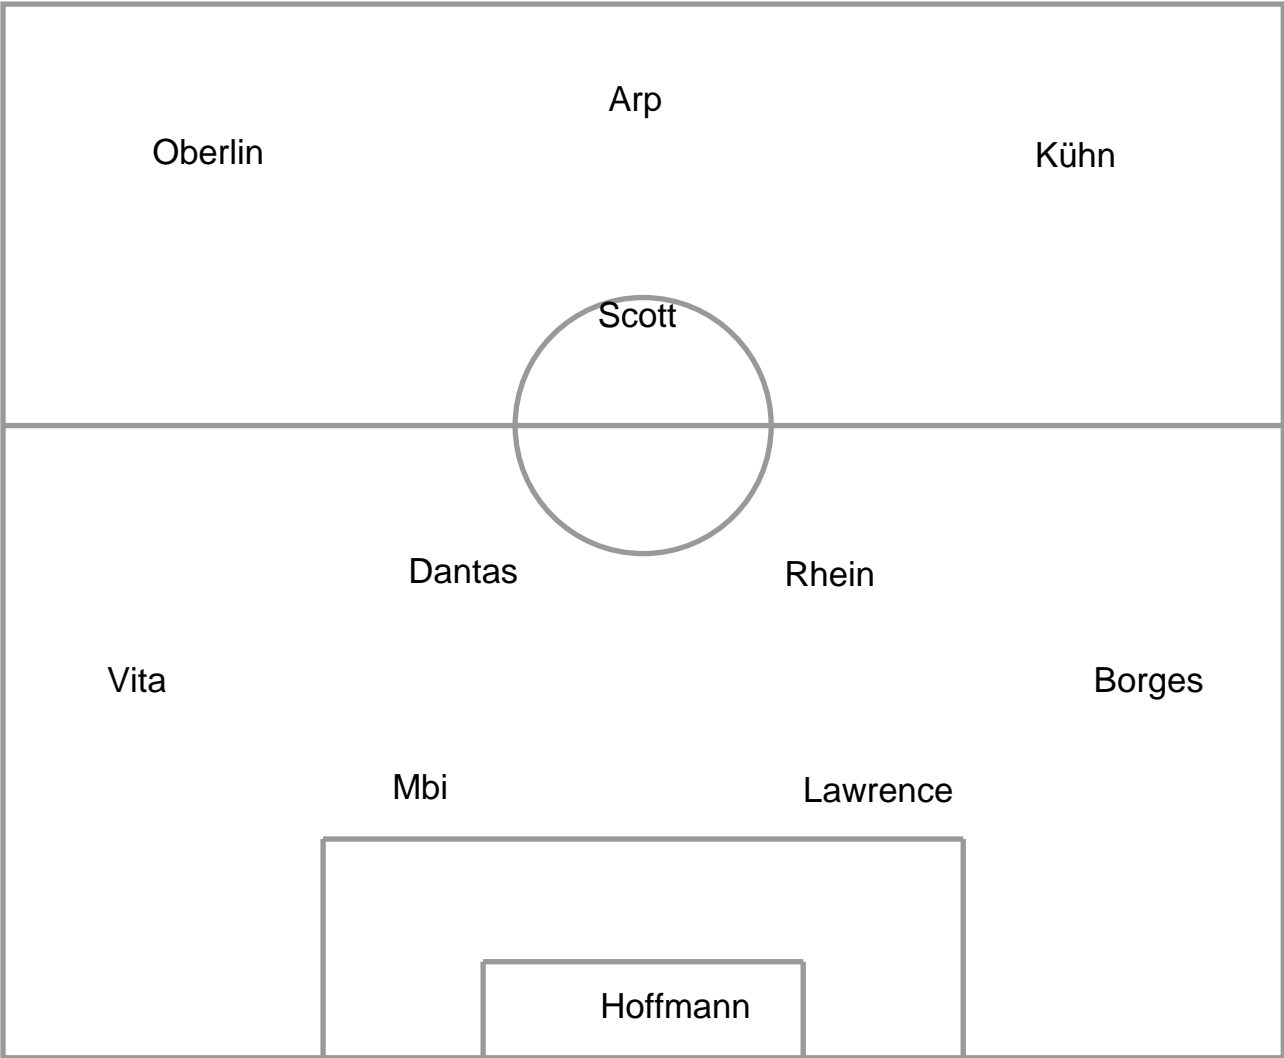 Arp
Oberlin
Kühn
Scott
Dantas
Rhein
Vita
Borges
Mbi
Lawrence
Hoffmann